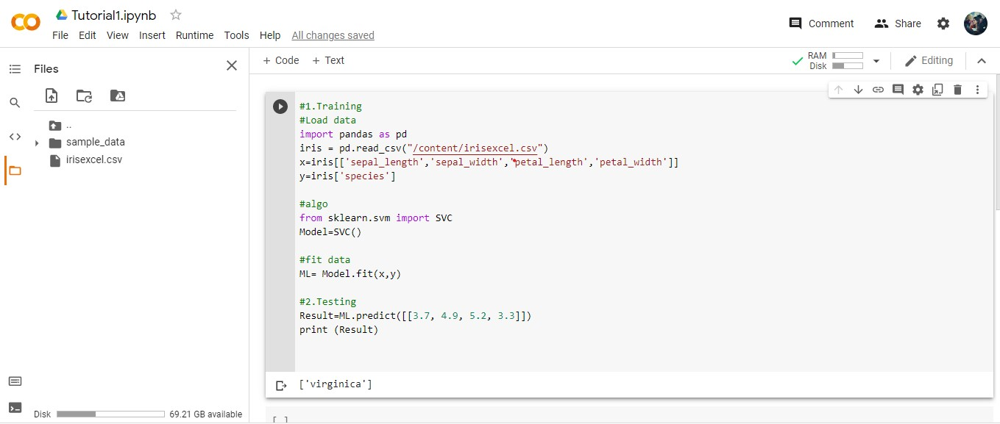 Tutorial1.ipynb
File Edit View Insert Runtime Tools Help All changes saved
Comment Share
Files
+ Code + Text
RAM
Disk
Editing
..
sample_data
irisexcel.csv
#1.Training
#Load data
import pandas as pd
iris = pd.read_csv("/content/irisexcel.csv")
x=iris[['sepal_length','sepal_width','petal_length','petal_width']]
y=iris['species']
#algo
from sklearn.svm import SVC
Model=SVC()
#fit data
ML= Model.fit(x,y)
#2.Testing
Result=ML.predict([[3.7, 4.9, 5.2, 3.3]])
print (Result)
['virginica']
Disk 69.21 GB available
[ ]